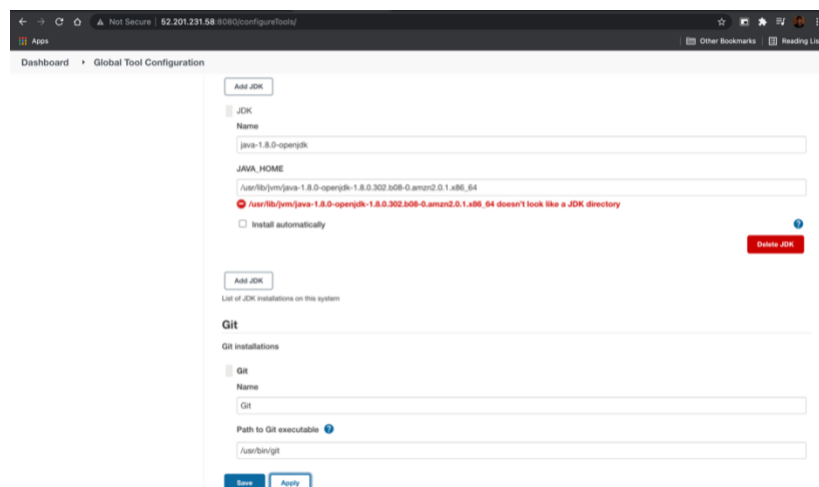 Not Secure | 52.201.231.58:8080/configureTools/
Apps
Other Bookmarks
Reading Lis
Dashboard
Global Tool Configuration
Add JDK
JDK
Name
java-1.8.0-openjdk
JAVA_HOME
/usr/lib/jvm/java-1.8.0-openjdk-1.8.0.302.b08-0.amzn2.0.1.x86_64
/usr/lib/jvm/java-1.8.0-openjdk-1.8.0.302.b08-0.amzn2.0.1.x86_64 doesn't look like a JDK directory
Install automatically
?
Delete JDK
Add JDK
List of JDK installations on this system
Git
Git installations
Git
Name
Git
Path to Git executable ?
/usr/bin/git
Save
Apply